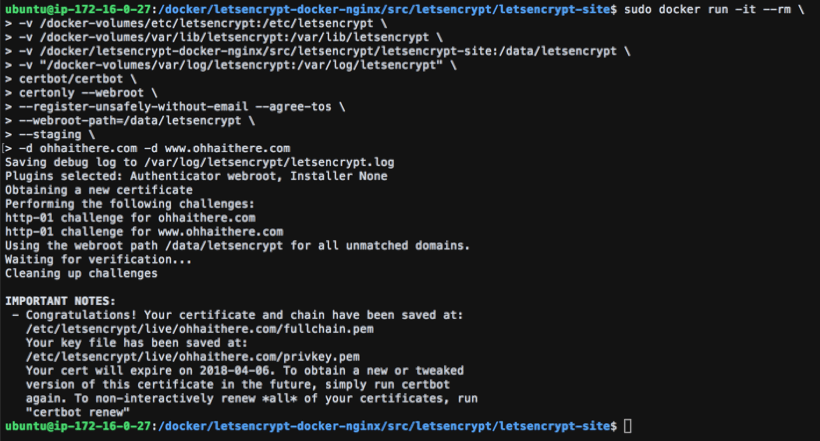 ubuntu@ip-172-16-0-27:/docker/letsencrypt-docker-nginx/src/letsencrypt/letsencrypt-site$ sudo docker run -it --rm \
> -v /docker-volumes/etc/letsencrypt:/etc/letsencrypt \
> -v /docker-volumes/var/lib/letsencrypt:/var/lib/letsencrypt \
> -v /docker/letsencrypt-docker-nginx/src/letsencrypt/letsencrypt-site:/data/letsencrypt \
> -v "/docker-volumes/var/log/letsencrypt:/var/log/letsencrypt" \
> certbot/certbot \
> certonly --webroot \
> --register-unsafely-without-email --agree-tos \
> --webroot-path=/data/letsencrypt \
> --staging \
> -d ohhaithere.com -d www.ohhaithere.com
Saving debug log to /var/log/letsencrypt/letsencrypt.log
Plugins selected: Authenticator webroot, Installer None
Obtaining a new certificate
Performing the following challenges:
http-01 challenge for ohhaithere.com
http-01 challenge for www.ohhaithere.com
Using the webroot path /data/letsencrypt for all unmatched domains.
Waiting for verification...
Cleaning up challenges
IMPORTANT NOTES:
- Congratulations! Your certificate and chain have been saved at:
/etc/letsencrypt/live/ohhaithere.com/fullchain.pem
Your key file has been saved at:
/etc/letsencrypt/live/ohhaithere.com/privkey.pem
Your cert will expire on 2018-04-06. To obtain a new or tweaked
version of this certificate in the future, simply run certbot
again. To non-interactively renew *all* of your certificates, run
"certbot renew"
ubuntu@ip-172-16-0-27:/docker/letsencrypt-docker-nginx/src/letsencrypt/letsencrypt-site$